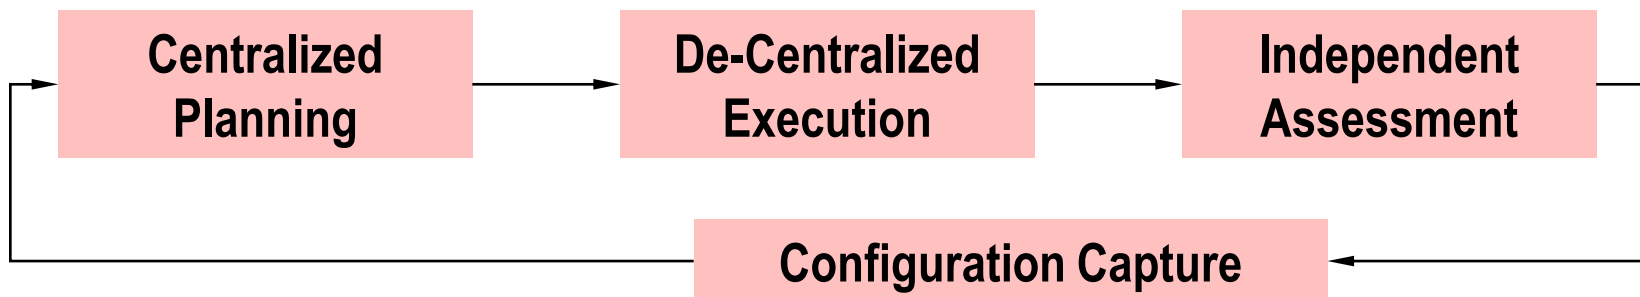 Centralized
Planning
De-Centralized
Execution
Independent
Assessment
Configuration Capture